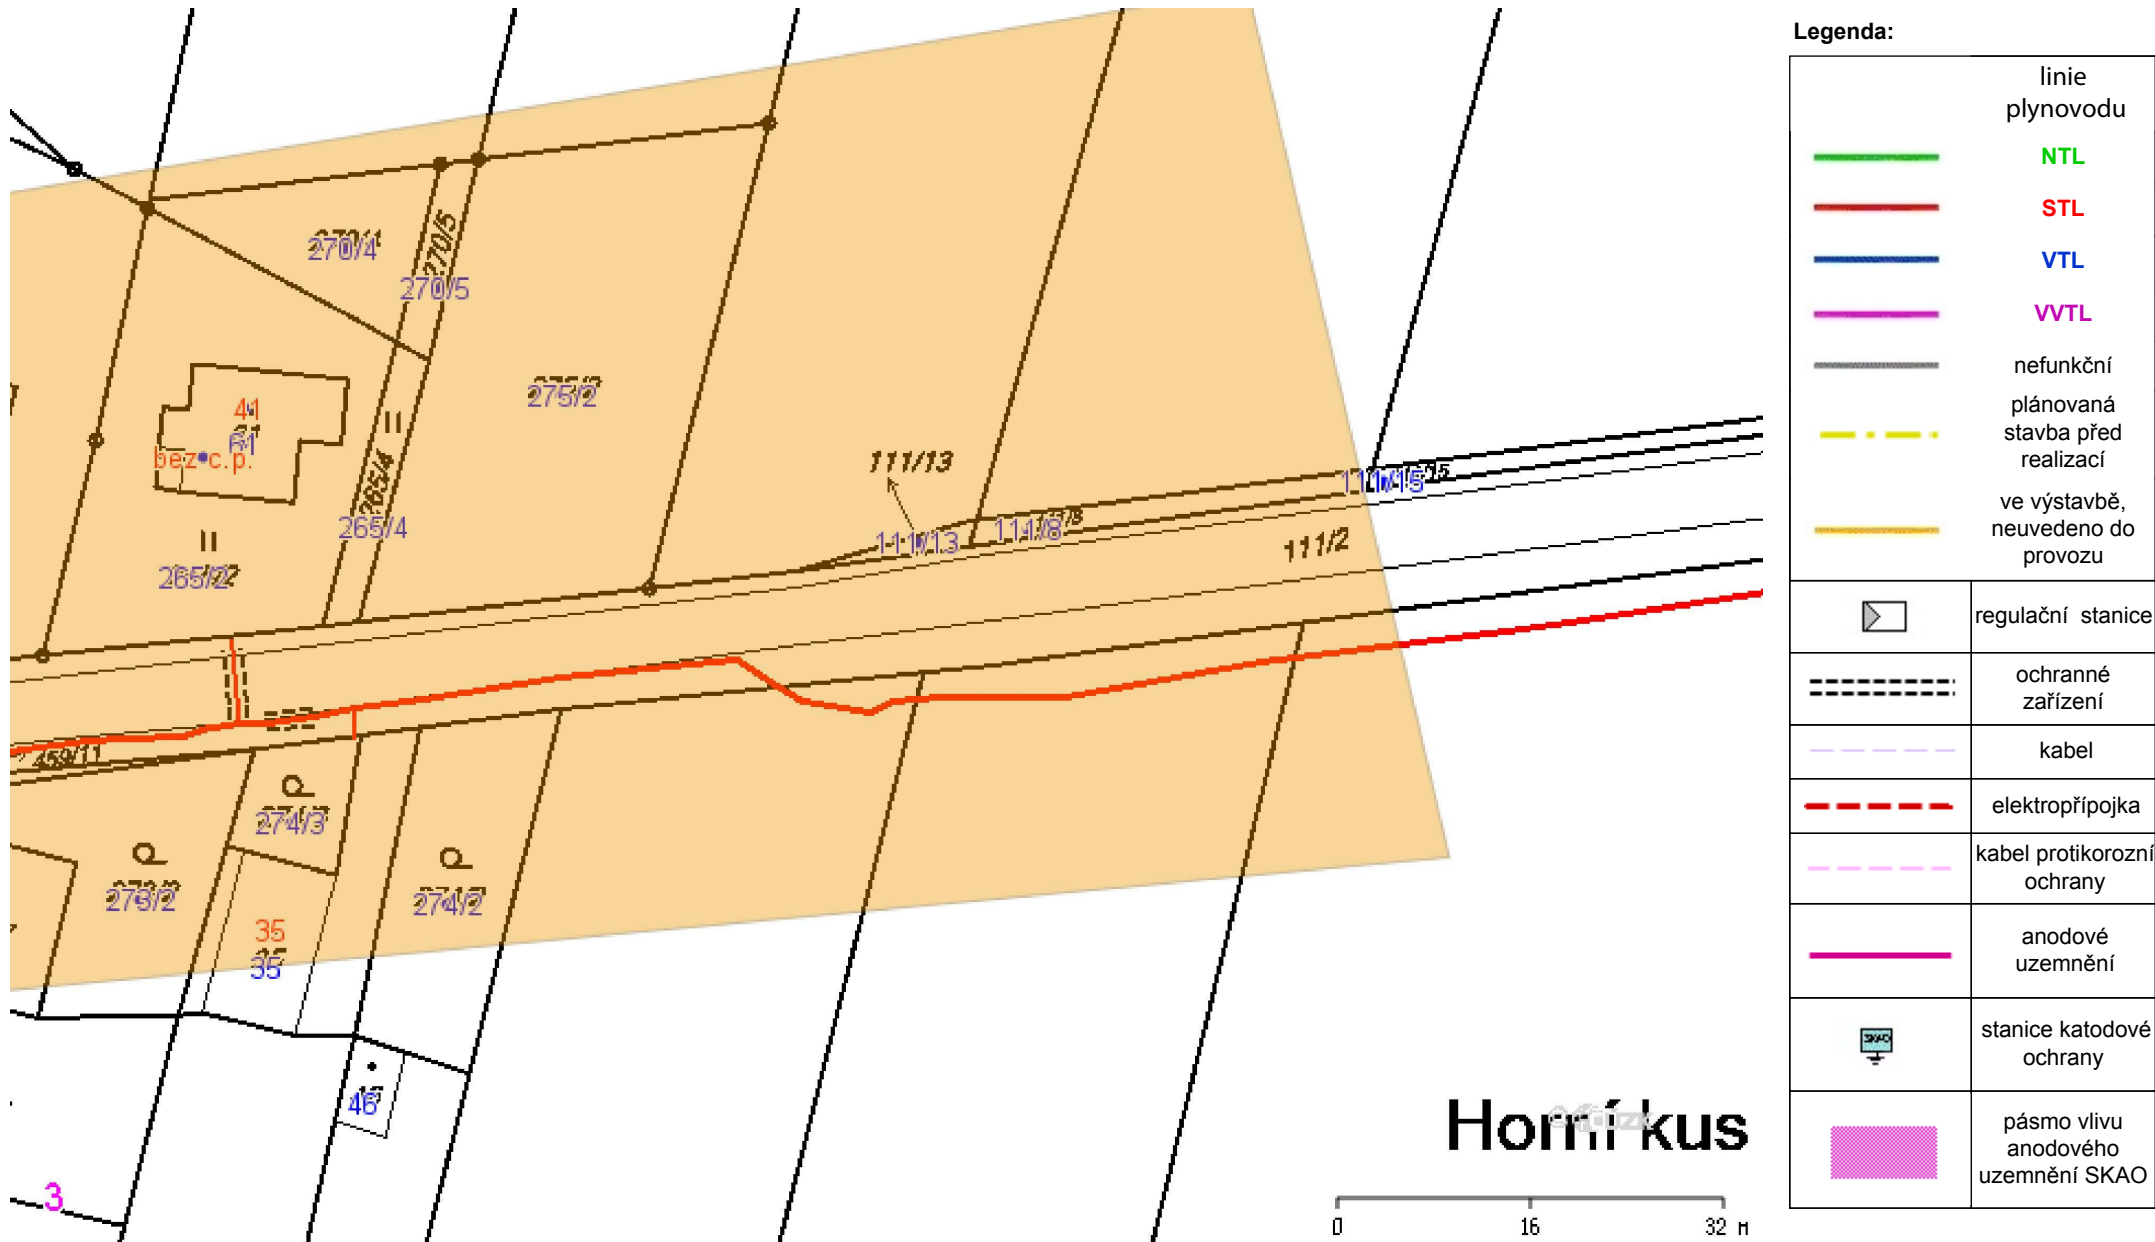 270/4
270/5
270/5
275/2
41
61
bez č.p.
265/4
265/4
265/2
111/13
111/13
111/8
111/15
111/2
459/11
274/3
273/2
274/2
35
35
46
3
Horní kus
0 16 32 м
Legenda:
linie
plynovodu
NTL
STL
VTL
VVTL
nefunkční
plánovaná
stavba před
realizací
ve výstavbě,
neuvedeno do
provozu
regulační stanice
ochranné
zařízení
kabel
elektropřípojka
kabel protikorozní
ochrany
anodové
uzemnění
SKAO
stanice katodové
ochrany
pásmo vlivu
anodového
uzemnění SKAO